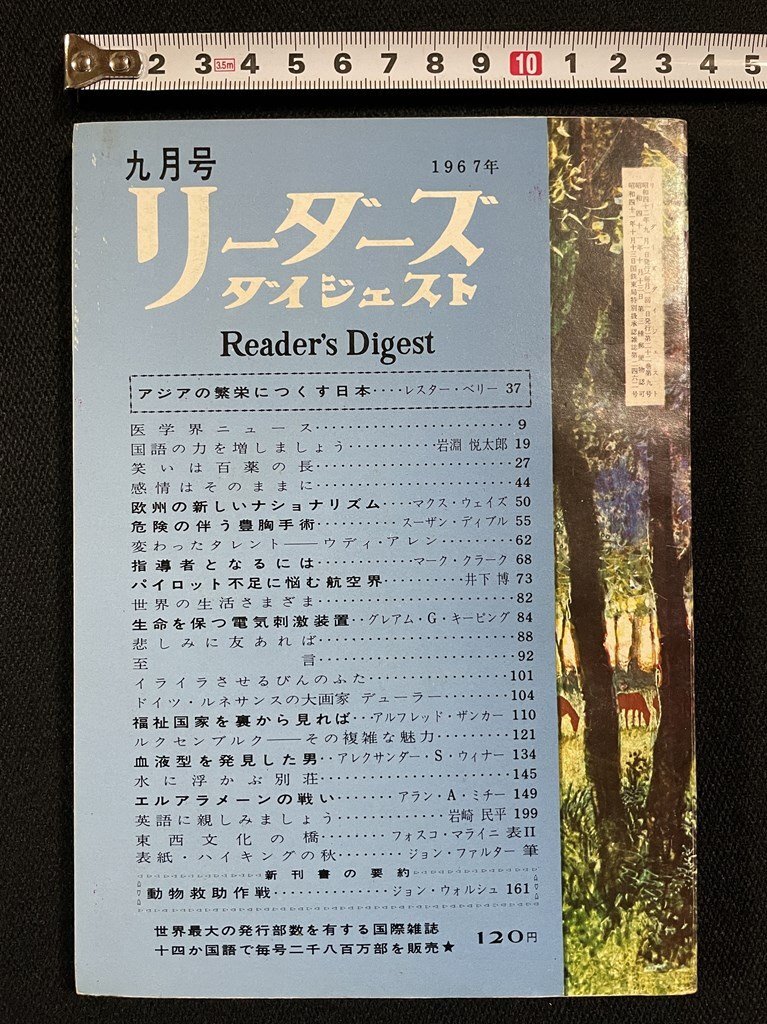 2 3 3.5m 4 5 6 7 8 9 10 1 2 3 4 5
九月号
1967年
リーダーズ
ダイジェスト
Reader's Digest
アジアの繁栄につくす日本····レスター・ベリー 37
医学界ニュース······················9
国語の力を増しましょう··········岩淵 悦太郎 19
笑いは百薬の長······················27
感情はそのままに····················44
欧州の新しいナショナリズム····マクス・ウェイズ 50
危険の伴う豊胸手術··········スーザン・ディブル 55
変わったタレント――ウディ・アレン·········62
指導者となるには············マーク・クラーク 68
パイロット不足に悩む航空界··········井下 博 73
世界の生活さまざま····················82
生命を保つ電気刺激装置··グレアム・G・キーピング 84
悲しみに友あれば····················88
至言····················92
イライラさせるびんのふた················101
ドイツ・ルネサンスの大画家 デューラー········104
福祉国家を裏から見れば··アルフレッド・ザンカー 110
ルクセンブルク――その複雑な魅力·········121
血液型を発見した男··アレクサンダー・S・ウィナー 134
水に浮かぶ別荘····················145
エルアラメーンの戦い·······アラン・A・ミチー 149
英語に親しみましょう············岩崎 民平 199
東西文化の橋········フォスコ・マライニ 表II
表紙・ハイキングの秋········ジョン・ファルター 筆
新刊書の要約
動物救助作戦··············ジョン・ウォルシュ 161
世界最大の発行部数を有する国際雑誌
十四か国語で毎号二千八百万部を販売★
120円
リーダーズダイジェスト